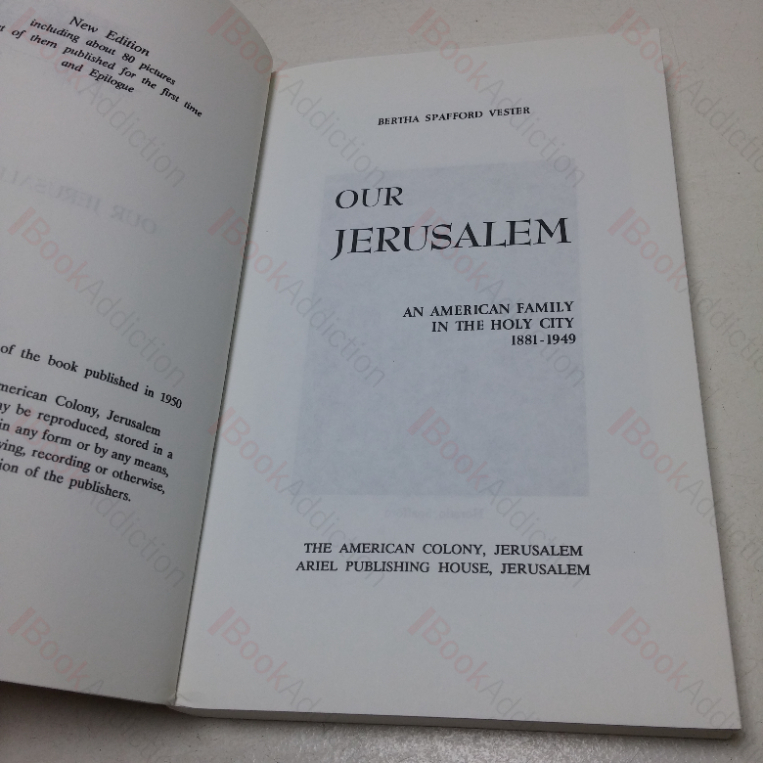 New Edition
including about 80 pictures
of them published for the first time
and Epilogue
OUR JERUSAL
of the book published in 1950
merican Colony, Jerusalem
y be reproduced, stored in a
in any form or by any means,
ying, recording or otherwise,
ion of the publishers.
BERTHA SPAFFORD VESTER
OUR
JERUSALEM
AN AMERICAN FAMILY
IN THE HOLY CITY
1881-1949
THE AMERICAN COLONY, JERUSALEM
ARIEL PUBLISHING HOUSE, JERUSALEM
BookAddiction